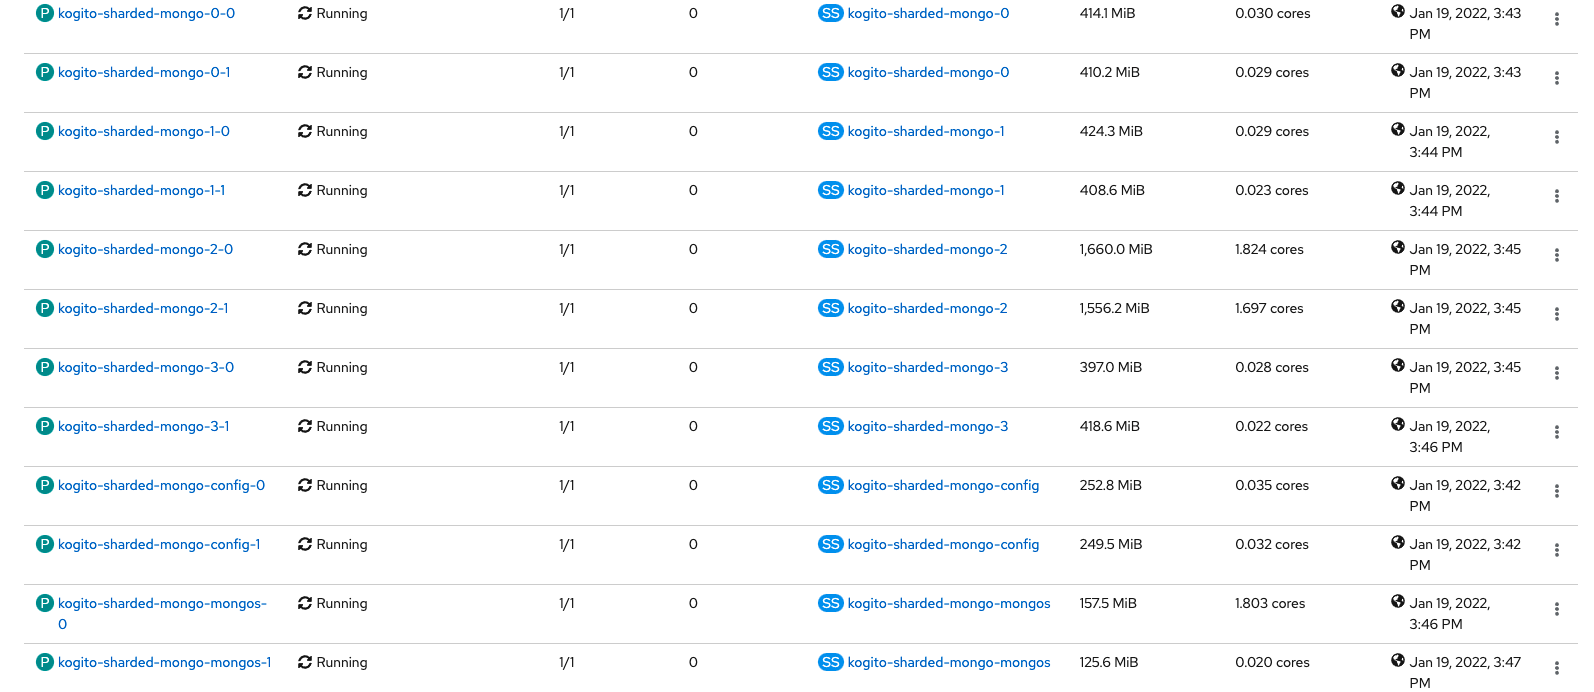 P kogito-sharded-mongo-0-0 Running 1/1 0 SS kogito-sharded-mongo-0 414.1 MiB 0.030 cores Jan 19, 2022, 3:43
PM
P kogito-sharded-mongo-0-1 Running 1/1 0 SS kogito-sharded-mongo-0 410.2 MiB 0.029 cores Jan 19, 2022, 3:43
PM
P kogito-sharded-mongo-1-0 Running 1/1 0 SS kogito-sharded-mongo-1 424.3 MiB 0.029 cores Jan 19, 2022,
3:44 PM
P kogito-sharded-mongo-1-1 Running 1/1 0 SS kogito-sharded-mongo-1 408.6 MiB 0.023 cores Jan 19, 2022,
3:44 PM
P kogito-sharded-mongo-2-0 Running 1/1 0 SS kogito-sharded-mongo-2 1,660.0 MiB 1.824 cores Jan 19, 2022, 3:45
PM
P kogito-sharded-mongo-2-1 Running 1/1 0 SS kogito-sharded-mongo-2 1,556.2 MiB 1.697 cores Jan 19, 2022, 3:45
PM
P kogito-sharded-mongo-3-0 Running 1/1 0 SS kogito-sharded-mongo-3 397.0 MiB 0.028 cores Jan 19, 2022, 3:45
PM
P kogito-sharded-mongo-3-1 Running 1/1 0 SS kogito-sharded-mongo-3 418.6 MiB 0.022 cores Jan 19, 2022,
3:46 PM
P kogito-sharded-mongo-config-0 Running 1/1 0 SS kogito-sharded-mongo-config 252.8 MiB 0.035 cores Jan 19, 2022, 3:42
PM
P kogito-sharded-mongo-config-1 Running 1/1 0 SS kogito-sharded-mongo-config 249.5 MiB 0.032 cores Jan 19, 2022, 3:42
PM
P kogito-sharded-mongo-mongos- Running 1/1 0 SS kogito-sharded-mongo-mongos 157.5 MiB 1.803 cores Jan 19, 2022,
0 3:46 PM
P kogito-sharded-mongo-mongos-1 Running 1/1 0 SS kogito-sharded-mongo-mongos 125.6 MiB 0.020 cores Jan 19, 2022, 3:47
PM